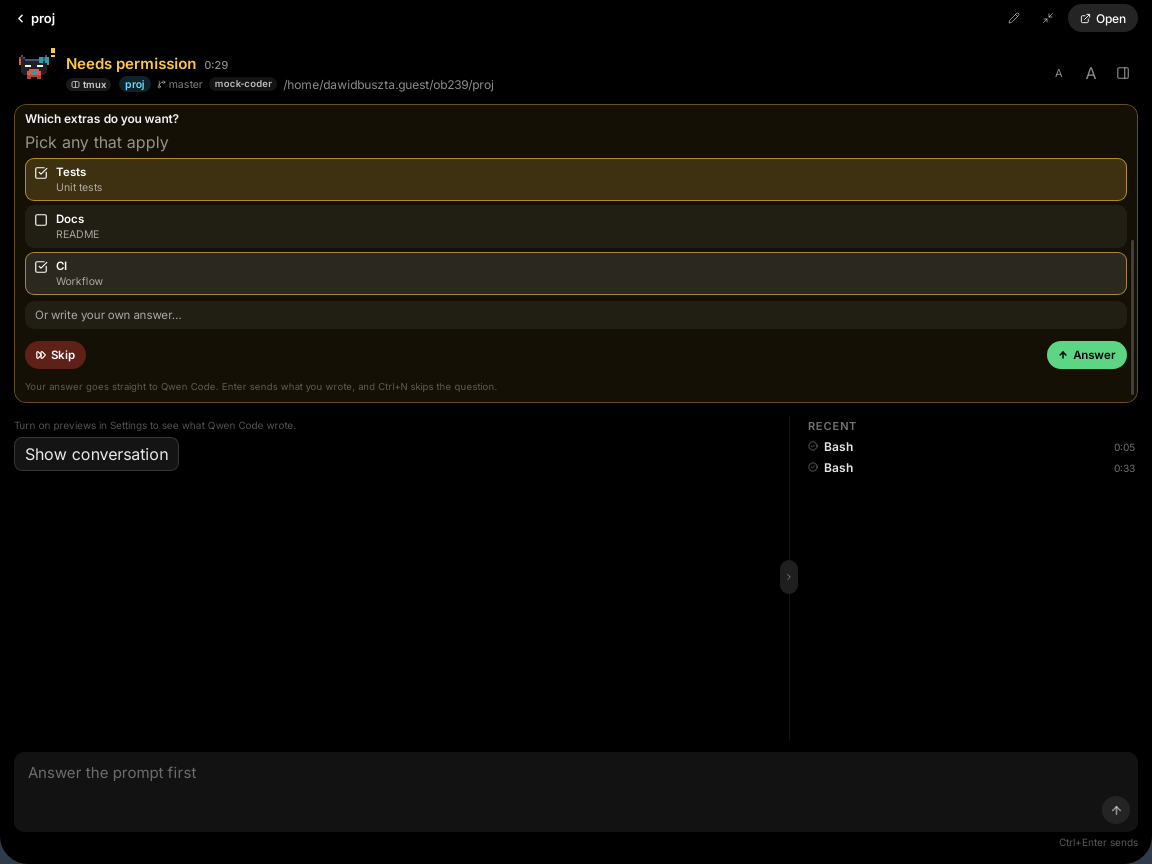 proj
Open
Needs permission 0:29
tmux proj master mock-coder /home/dawidbuszta.guest/ob239/proj
A A
Which extras do you want?
Pick any that apply
Tests
Unit tests
Docs
README
CI
Workflow
Or write your own answer...
Skip
Answer
Your answer goes straight to Qwen Code. Enter sends what you wrote, and Ctrl+N skips the question.
Turn on previews in Settings to see what Qwen Code wrote.
Show conversation
RECENT
Bash 0:05
Bash 0:33
Answer the prompt first
Ctrl+Enter sends